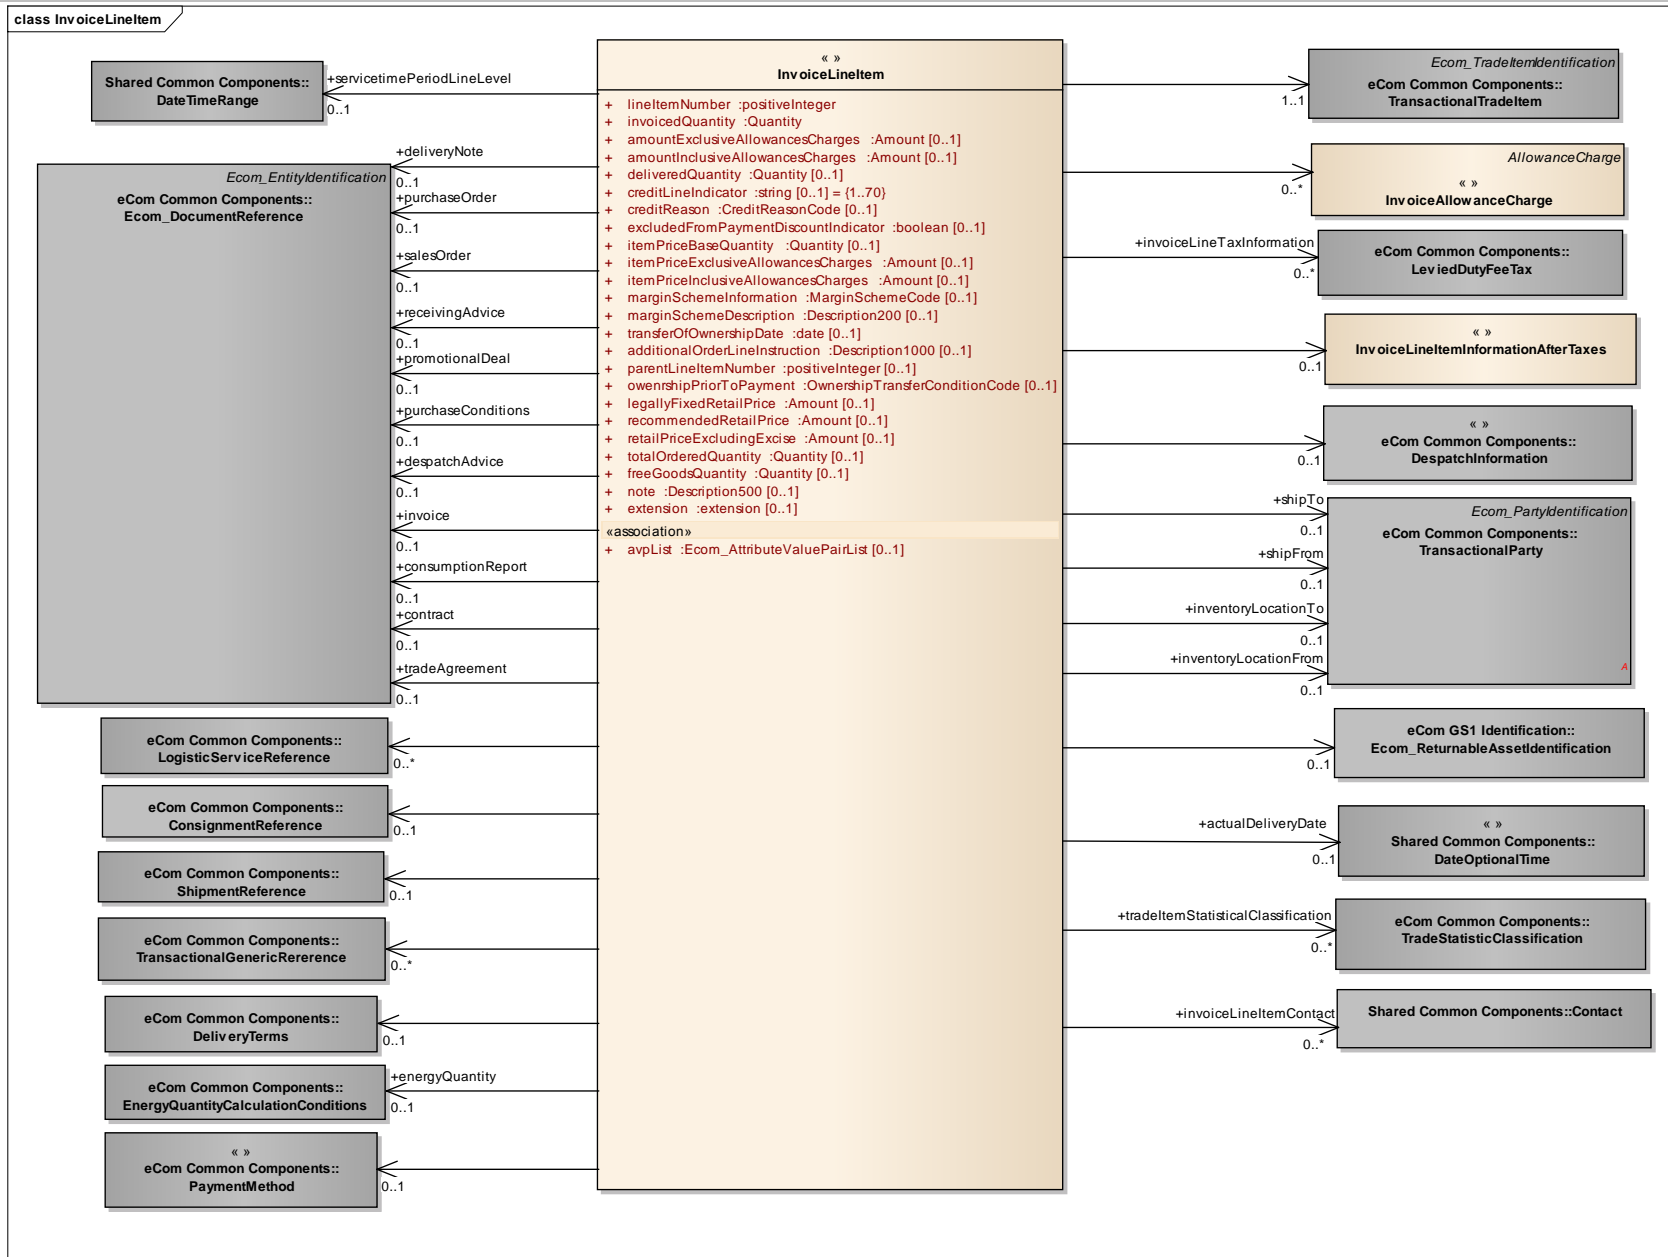 class InvoiceLineItem
Shared Common Components::
DateTimeRange
+servicetimePeriodLineLevel
0..1
Ecom_EntityIdentification
eCom Common Components::
Ecom_DocumentReference
+deliveryNote
0..1
+purchaseOrder
0..1
+salesOrder
0..1
+receivingAdvice
0..1
+promotionalDeal
0..1
+purchaseConditions
0..1
+despatchAdvice
0..1
+invoice
0..1
+consumptionReport
0..1
+contract
0..1
+tradeAgreement
0..1
eCom Common Components::
LogisticServiceReference
0..*
eCom Common Components::
ConsignmentReference
0..1
eCom Common Components::
ShipmentReference
0..1
eCom Common Components::
TransactionalGenericRererence
0..*
eCom Common Components::
DeliveryTerms
0..1
eCom Common Components::
EnergyQuantityCalculationConditions
+energyQuantity
0..1
« »
eCom Common Components::
PaymentMethod
0..1
« »
InvoiceLineItem
+ lineItemNumber :positiveInteger
+ invoicedQuantity :Quantity
+ amountExclusiveAllowancesCharges :Amount [0..1]
+ amountInclusiveAllowancesCharges :Amount [0..1]
+ deliveredQuantity :Quantity [0..1]
+ creditLineIndicator :string [0..1] = {1..70}
+ creditReason :CreditReasonCode [0..1]
+ excludedFromPaymentDiscountIndicator :boolean [0..1]
+ itemPriceBaseQuantity :Quantity [0..1]
+ itemPriceExclusiveAllowancesCharges :Amount [0..1]
+ itemPriceInclusiveAllowancesCharges :Amount [0..1]
+ marginSchemeInformation :MarginSchemeCode [0..1]
+ marginSchemeDescription :Description200 [0..1]
+ transferOfOwnershipDate :date [0..1]
+ additionalOrderLineInstruction :Description1000 [0..1]
+ parentLineItemNumber :positiveInteger [0..1]
+ owenrshipPriorToPayment :OwnershipTransferConditionCode [0..1]
+ legallyFixedRetailPrice :Amount [0..1]
+ recommendedRetailPrice :Amount [0..1]
+ retailPriceExcludingExcise :Amount [0..1]
+ totalOrderedQuantity :Quantity [0..1]
+ freeGoodsQuantity :Quantity [0..1]
+ note :Description500 [0..1]
+ extension :extension [0..1]
«association»
+ avpList :Ecom_AttributeValuePairList [0..1]
1..1
Ecom_TradeItemIdentification
eCom Common Components::
TransactionalTradeItem
0..*
AllowanceCharge
« »
InvoiceAllowanceCharge
+invoiceLineTaxInformation
0..*
eCom Common Components::
LeviedDutyFeeTax
0..1
« »
InvoiceLineItemInformationAfterTaxes
0..1
« »
eCom Common Components::
DespatchInformation
+shipTo
0..1
+shipFrom
0..1
+inventoryLocationTo
0..1
+inventoryLocationFrom
0..1
Ecom_PartyIdentification
eCom Common Components::
TransactionalParty
A
0..1
eCom GS1 Identification::
Ecom_ReturnableAssetIdentification
+actualDeliveryDate
0..1
« »
Shared Common Components::
DateOptionalTime
+tradeItemStatisticalClassification
0..*
eCom Common Components::
TradeStatisticClassification
+invoiceLineItemContact
0..*
Shared Common Components::Contact